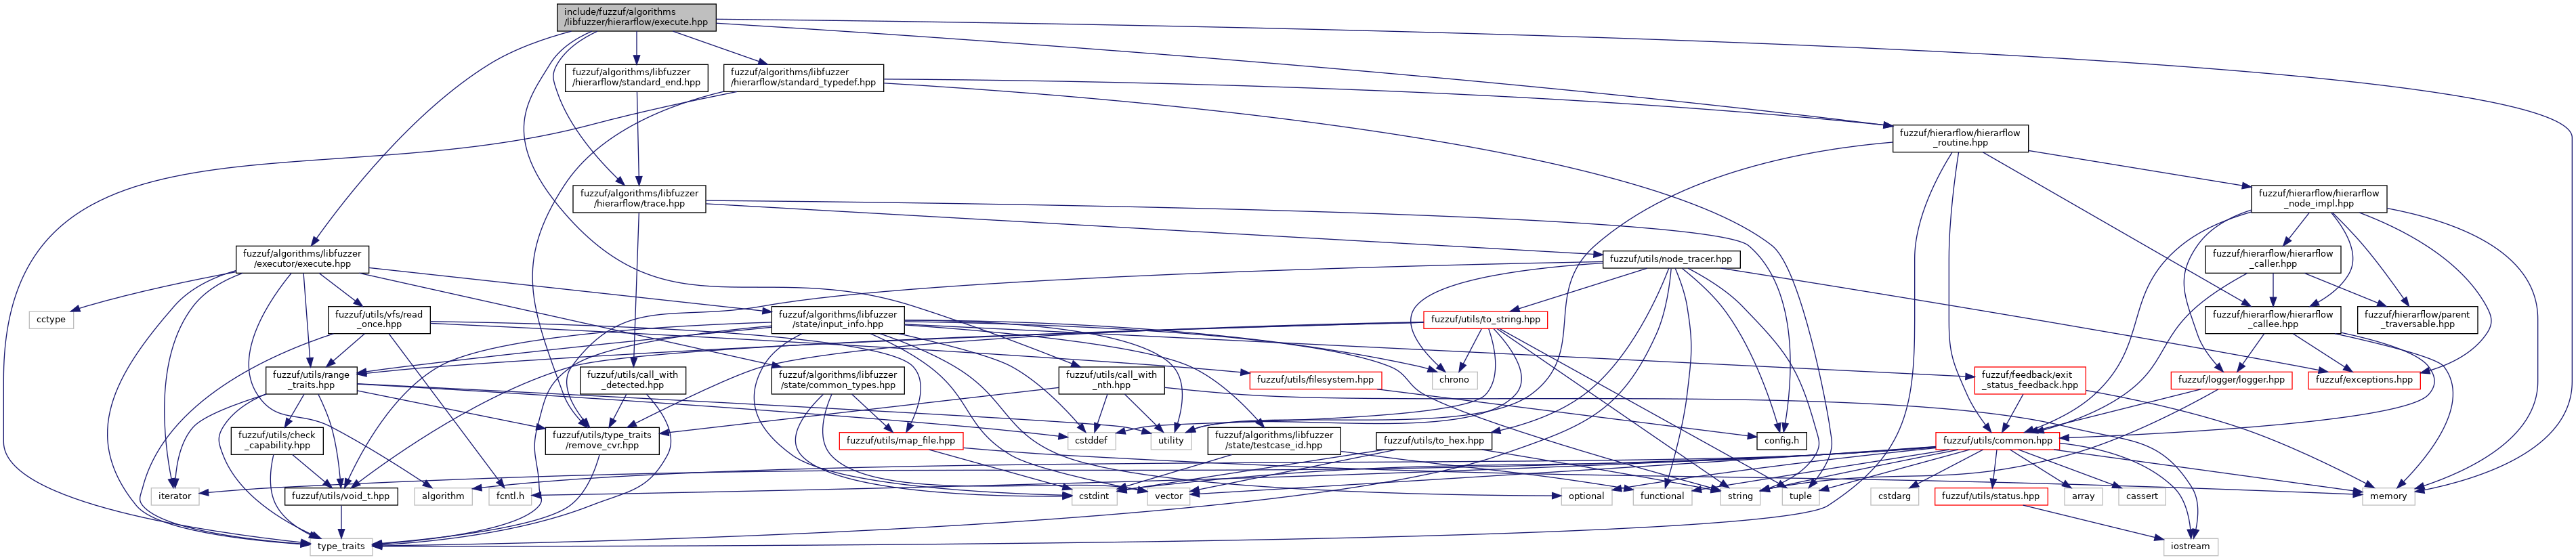 include/fuzzuf/algorithms
/libfuzzer/hierarflow/execute.hpp
fuzzuf/algorithms/libfuzzer
/hierarflow/standard_end.hpp
fuzzuf/algorithms/libfuzzer
/hierarflow/standard_typedef.hpp
fuzzuf/hierarflow/hierarflow
_routine.hpp
fuzzuf/algorithms/libfuzzer
/hierarflow/trace.hpp
fuzzuf/hierarflow/hierarflow
_node_impl.hpp
fuzzuf/algorithms/libfuzzer
/executor/execute.hpp
fuzzuf/utils/node_tracer.hpp
fuzzuf/hierarflow/hierarflow
_caller.hpp
cctype
fuzzuf/utils/vfs/read
_once.hpp
fuzzuf/algorithms/libfuzzer
/state/input_info.hpp
fuzzuf/utils/to_string.hpp
fuzzuf/hierarflow/hierarflow
_callee.hpp
fuzzuf/hierarflow/parent
_traversable.hpp
fuzzuf/utils/range
_traits.hpp
fuzzuf/utils/call_with
_detected.hpp
fuzzuf/algorithms/libfuzzer
/state/common_types.hpp
fuzzuf/utils/call_with
_nth.hpp
fuzzuf/utils/filesystem.hpp
chrono
fuzzuf/feedback/exit
_status_feedback.hpp
fuzzuf/logger/logger.hpp
fuzzuf/exceptions.hpp
fuzzuf/utils/check
_capability.hpp
fuzzuf/utils/type_traits
/remove_cvr.hpp
fuzzuf/utils/map_file.hpp
cstddef
utility
fuzzuf/algorithms/libfuzzer
/state/testcase_id.hpp
fuzzuf/utils/to_hex.hpp
config.h
fuzzuf/utils/common.hpp
iterator
fuzzuf/utils/void_t.hpp
algorithm
fcntl.h
cstdint
vector
optional
functional
string
tuple
cstdarg
fuzzuf/utils/status.hpp
array
cassert
memory
type_traits
iostream